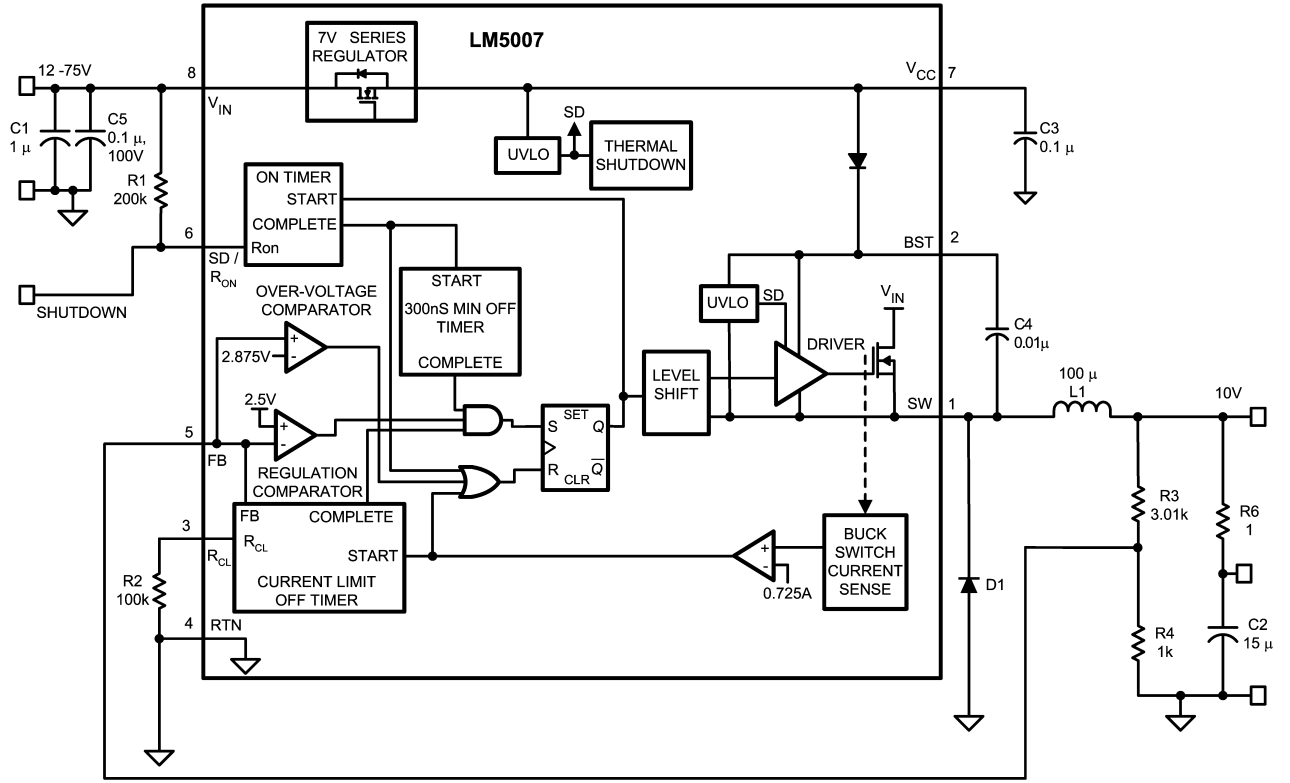 LM5007
7V SERIES
REGULATOR
12 -75V
8
V_IN
V_CC
7
C1
1 μ
C5
0.1 μ,
100V
R1
200k
SD
UVLO
THERMAL
SHUTDOWN
C3
0.1 μ
ON TIMER
START
COMPLETE
Ron
6
SD /
R_ON
SHUTDOWN
START
300nS MIN OFF
TIMER
COMPLETE
OVER-VOLTAGE
COMPARATOR
+
-
2.875V
BST
2
UVLO
SD
V_IN
DRIVER
C4
0.01μ
LEVEL
SHIFT
2.5V
+
-
SET
S
Q
R
CLR
Q̅
SW
1
100 μ
L1
10V
5
FB
REGULATION
COMPARATOR
R3
3.01k
R6
1
FB
COMPLETE
3
R_CL
R_CL
START
CURRENT LIMIT
OFF TIMER
+
-
0.725A
BUCK
SWITCH
CURRENT
SENSE
R2
100k
D1
4
RTN
R4
1k
C2
15 μ